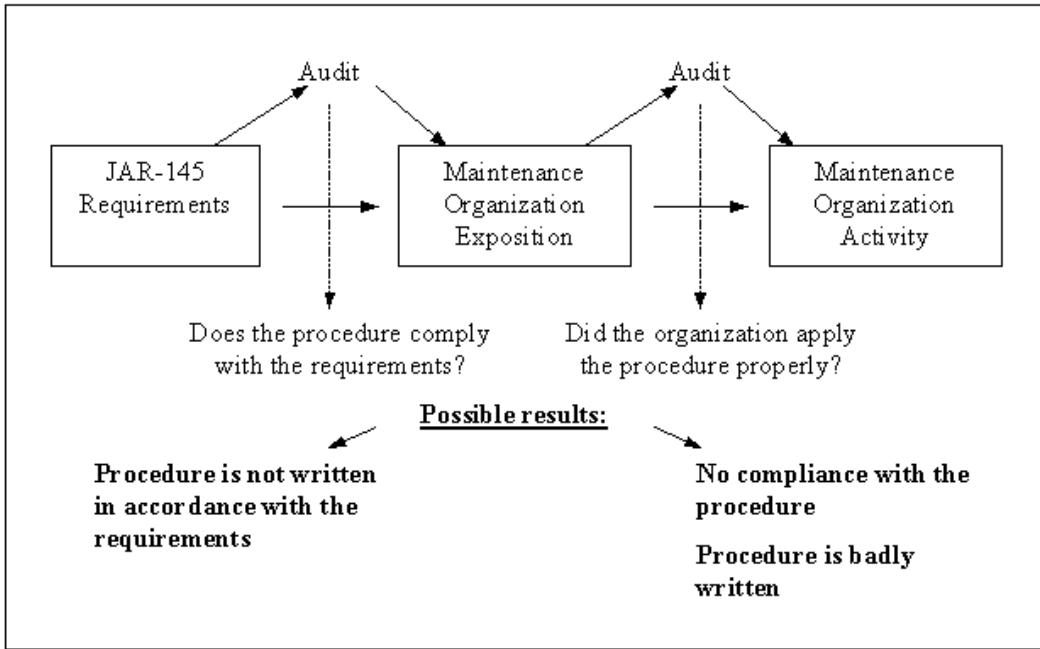 Audit
Audit
JAR-145
Requirements
Maintenance
Organization
Exposition
Maintenance
Organization
Activity
Does the procedure comply
with the requirements?
Did the organization apply
the procedure properly?
Possible results:
Procedure is not written
in accordance with the
requirements
No compliance with the
procedure
Procedure is badly
written